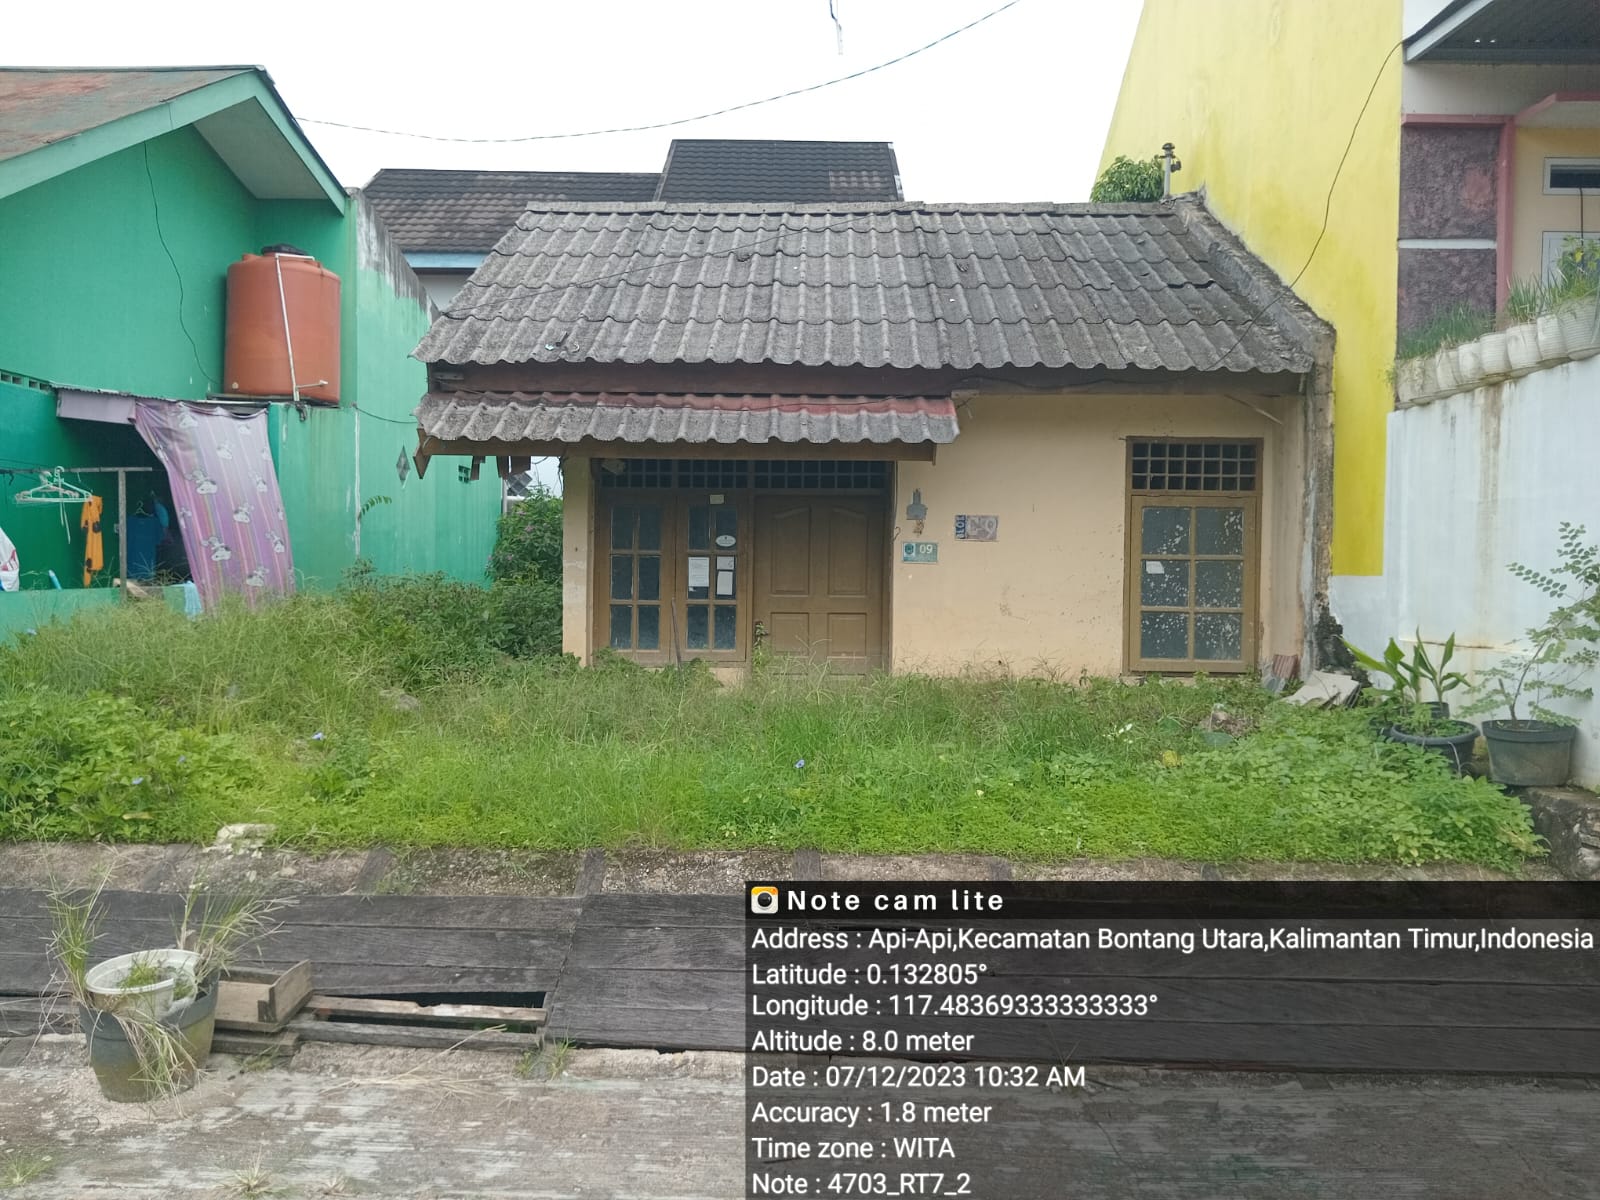 BLOK
C9
09
Note cam lite
Address : Api-Api,Kecamatan Bontang Utara,Kalimantan Timur,Indonesia
Latitude : 0.132805°
Longitude : 117.48369333333333°
Altitude : 8.0 meter
Date : 07/12/2023 10:32 AM
Accuracy : 1.8 meter
Time zone : WITA
Note : 4703_RT7_2